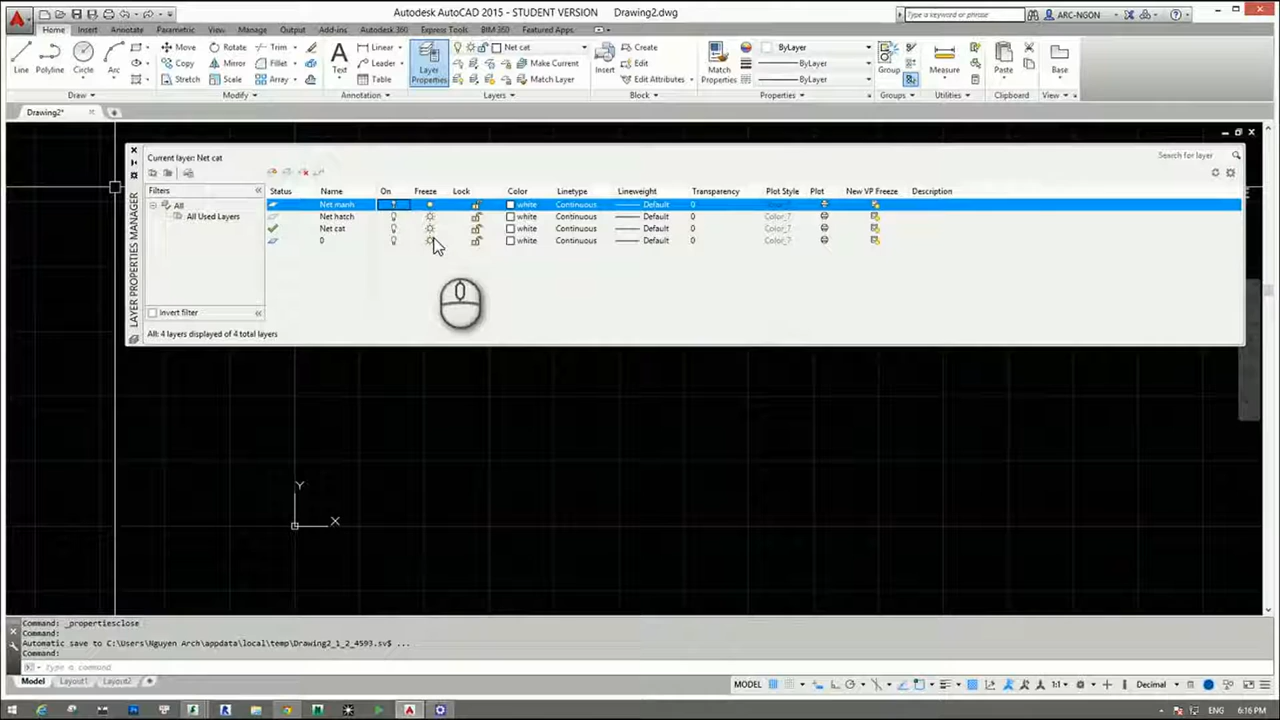 Autodesk AutoCAD 2015 - STUDENT VERSION Drawing2.dwg
Type a keyword or phrase
ARC-NGON
Home Insert Annotate Parametric View Manage Output Add-ins Autodesk 360 Express Tools BIM 360 Featured Apps
Line Polyline Circle Arc
Move Rotate Trim
Copy Mirror Fillet
Stretch Scale Array
Text
Linear
Leader
Table
Layer
Properties
Net cat
Make Current
Match Layer
Insert
Create
Edit
Edit Attributes
Match
Properties
ByLayer
ByLayer
ByLayer
Group
Measure
Paste
Base
Draw Modify Annotation Layers Block Properties Groups Utilities Clipboard View
Drawing2*
LAYER PROPERTIES MANAGER
Current layer: Net cat
Search for layer
Filters
All
All Used Layers
Invert filter
Status Name On Freeze Lock Color Linetype Lineweight Transparency Plot Style Plot New VP Freeze Description
Net manh white Continuous Default 0
Net hatch white Continuous Default 0 Color_7
Net cat white Continuous Default 0 Color_7
0 white Continuous Default 0 Color_7
All: 4 layers displayed of 4 total layers
Y
X
Command: _propertiesclose
Command:
Automatic save to C:\Users\Nguyen Arch\appdata\local\temp\Drawing2_1_2_4593.sv$ ...
Command:
Type a command
Model Layout1 Layout2
MODEL 1:1 Decimal
ENG 6:16 PM